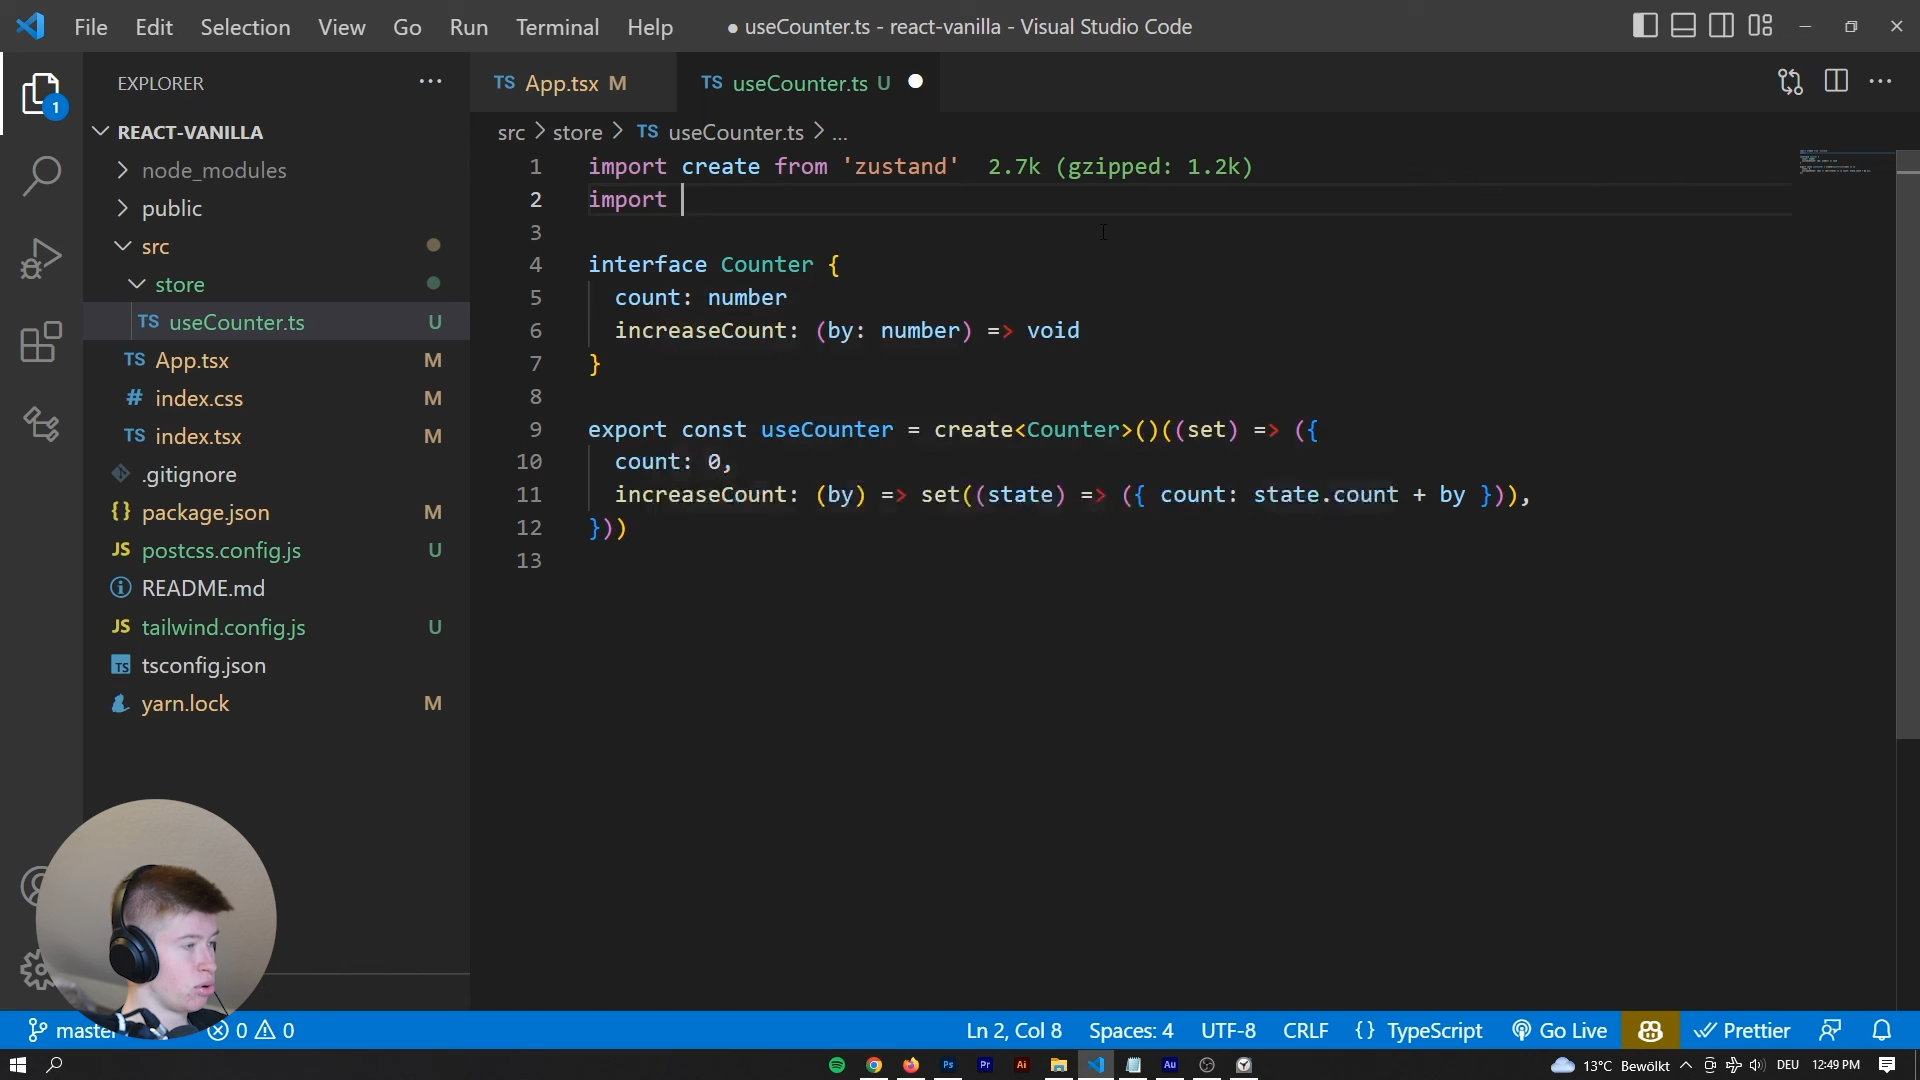 File Edit Selection View Go Run Terminal Help
● useCounter.ts - react-vanilla - Visual Studio Code
1
EXPLORER
REACT-VANILLA
node_modules
public
src
store
TS useCounter.ts U
TS App.tsx M
# index.css M
TS index.tsx M
.gitignore
{} package.json M
JS postcss.config.js U
README.md
JS tailwind.config.js U
TS tsconfig.json
yarn.lock M
TS App.tsx M
TS useCounter.ts U
src > store > TS useCounter.ts > ...
1 import create from 'zustand' 2.7k (gzipped: 1.2k)
2 import
3
4 interface Counter {
5 count: number
6 increaseCount: (by: number) => void
7 }
8
9 export const useCounter = create<Counter>()((set) => ({
10 count: 0,
11 increaseCount: (by) => set((state) => ({ count: state.count + by })),
12 }))
13
master
0 0
Ln 2, Col 8 Spaces: 4 UTF-8 CRLF {} TypeScript Go Live Prettier
Ps Pr Ai Au
13°C Bewölkt DEU 12:49 PM